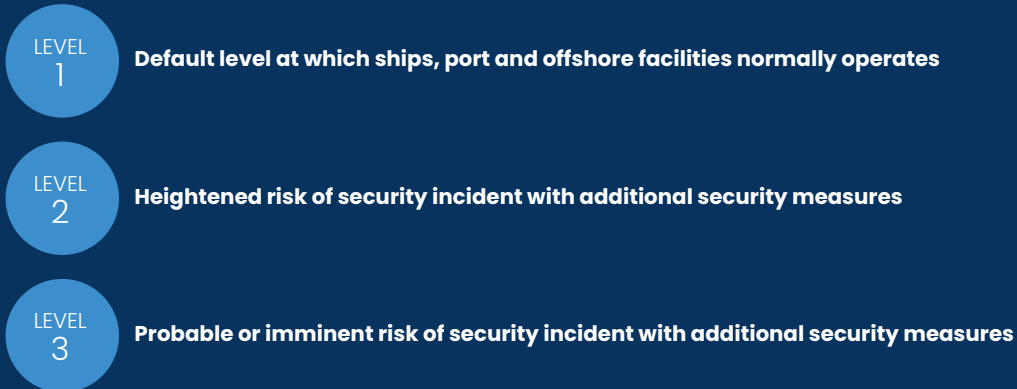 LEVEL
1
Default level at which ships, port and offshore facilities normally operates
LEVEL
2
Heightened risk of security incident with additional security measures
LEVEL
3
Probable or imminent risk of security incident with additional security measures